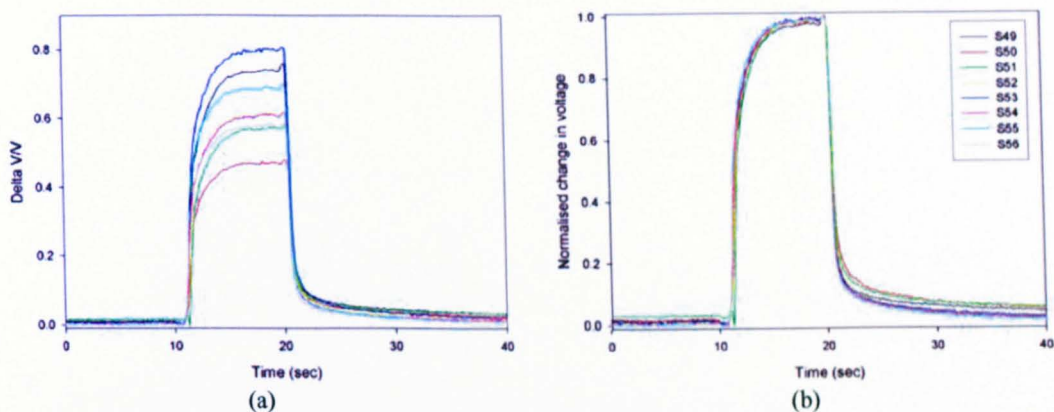 Delta V/V
0.8
0.6
0.4
0.2
0.0
0 10 20 30 40
Time (sec)
(a)
Normalised change in voltage
1.0
0.8
0.6
0.4
0.2
0.0
0 10 20 30 40
Time (sec)
(b)
S49
S50
S51
S52
S53
S54
S55
S56